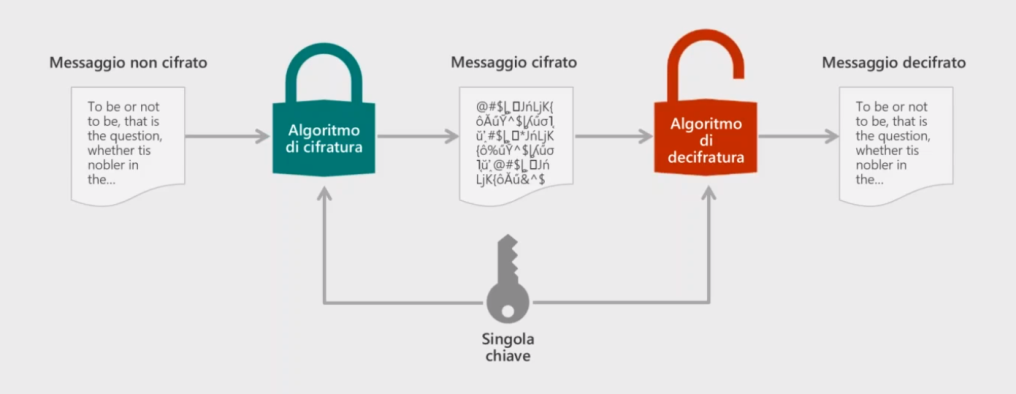 Messaggio non cifrato
To be or not
to be, that is
the question,
whether tis
nobler in
the...
Algoritmo
di cifratura
Messaggio cifrato
Algoritmo
di
decifratura
Messaggio decifrato
To be or not
to be, that is
the question,
whether tis
nobler in
the...
Singola
chiave